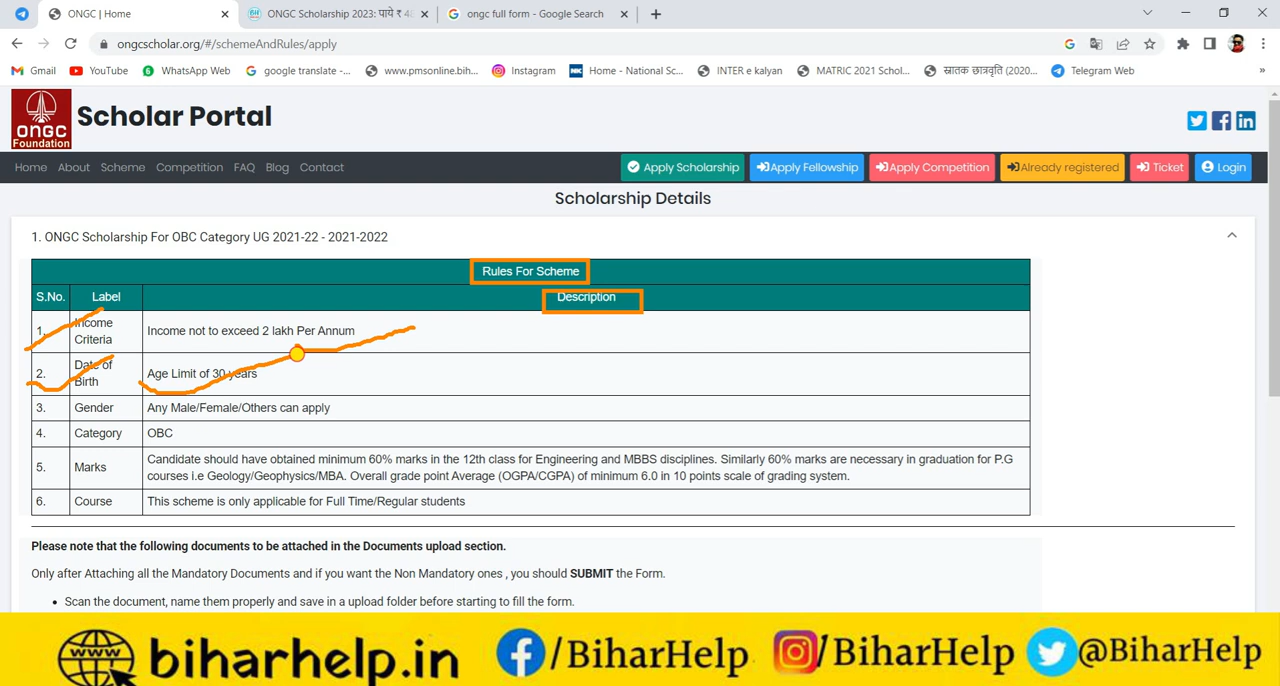 ONGC | Home
ONGC Scholarship 2023: पाये ₹ 48
ongc full form - Google Search
ongcscholar.org/#/schemeAndRules/apply
Gmail
YouTube
WhatsApp Web
google translate -...
www.pmsonline.bih...
Instagram
Home - National Sc...
INTER e kalyan
MATRIC 2021 Schol...
स्नातक छात्रवृति (2020...
Telegram Web
»
ONGC
Foundation
Scholar Portal
Home About Scheme Competition FAQ Blog Contact
Apply Scholarship
Apply Fellowship
Apply Competition
Already registered
Ticket
Login
Scholarship Details
1. ONGC Scholarship For OBC Category UG 2021-22 - 2021-2022
Rules For Scheme
S.No. Label Description
1. Income Criteria Income not to exceed 2 lakh Per Annum
2. Date of Birth Age Limit of 30 years
3. Gender Any Male/Female/Others can apply
4. Category OBC
5. Marks Candidate should have obtained minimum 60% marks in the 12th class for Engineering and MBBS disciplines. Similarly 60% marks are necessary in graduation for P.G
courses i.e Geology/Geophysics/MBA. Overall grade point Average (OGPA/CGPA) of minimum 6.0 in 10 points scale of grading system.
6. Course This scheme is only applicable for Full Time/Regular students
Please note that the following documents to be attached in the Documents upload section.
Only after Attaching all the Mandatory Documents and if you want the Non Mandatory ones , you should SUBMIT the Form.
• Scan the document, name them properly and save in a upload folder before starting to fill the form.
WWW
biharhelp.in
/BiharHelp
/BiharHelp
@BiharHelp